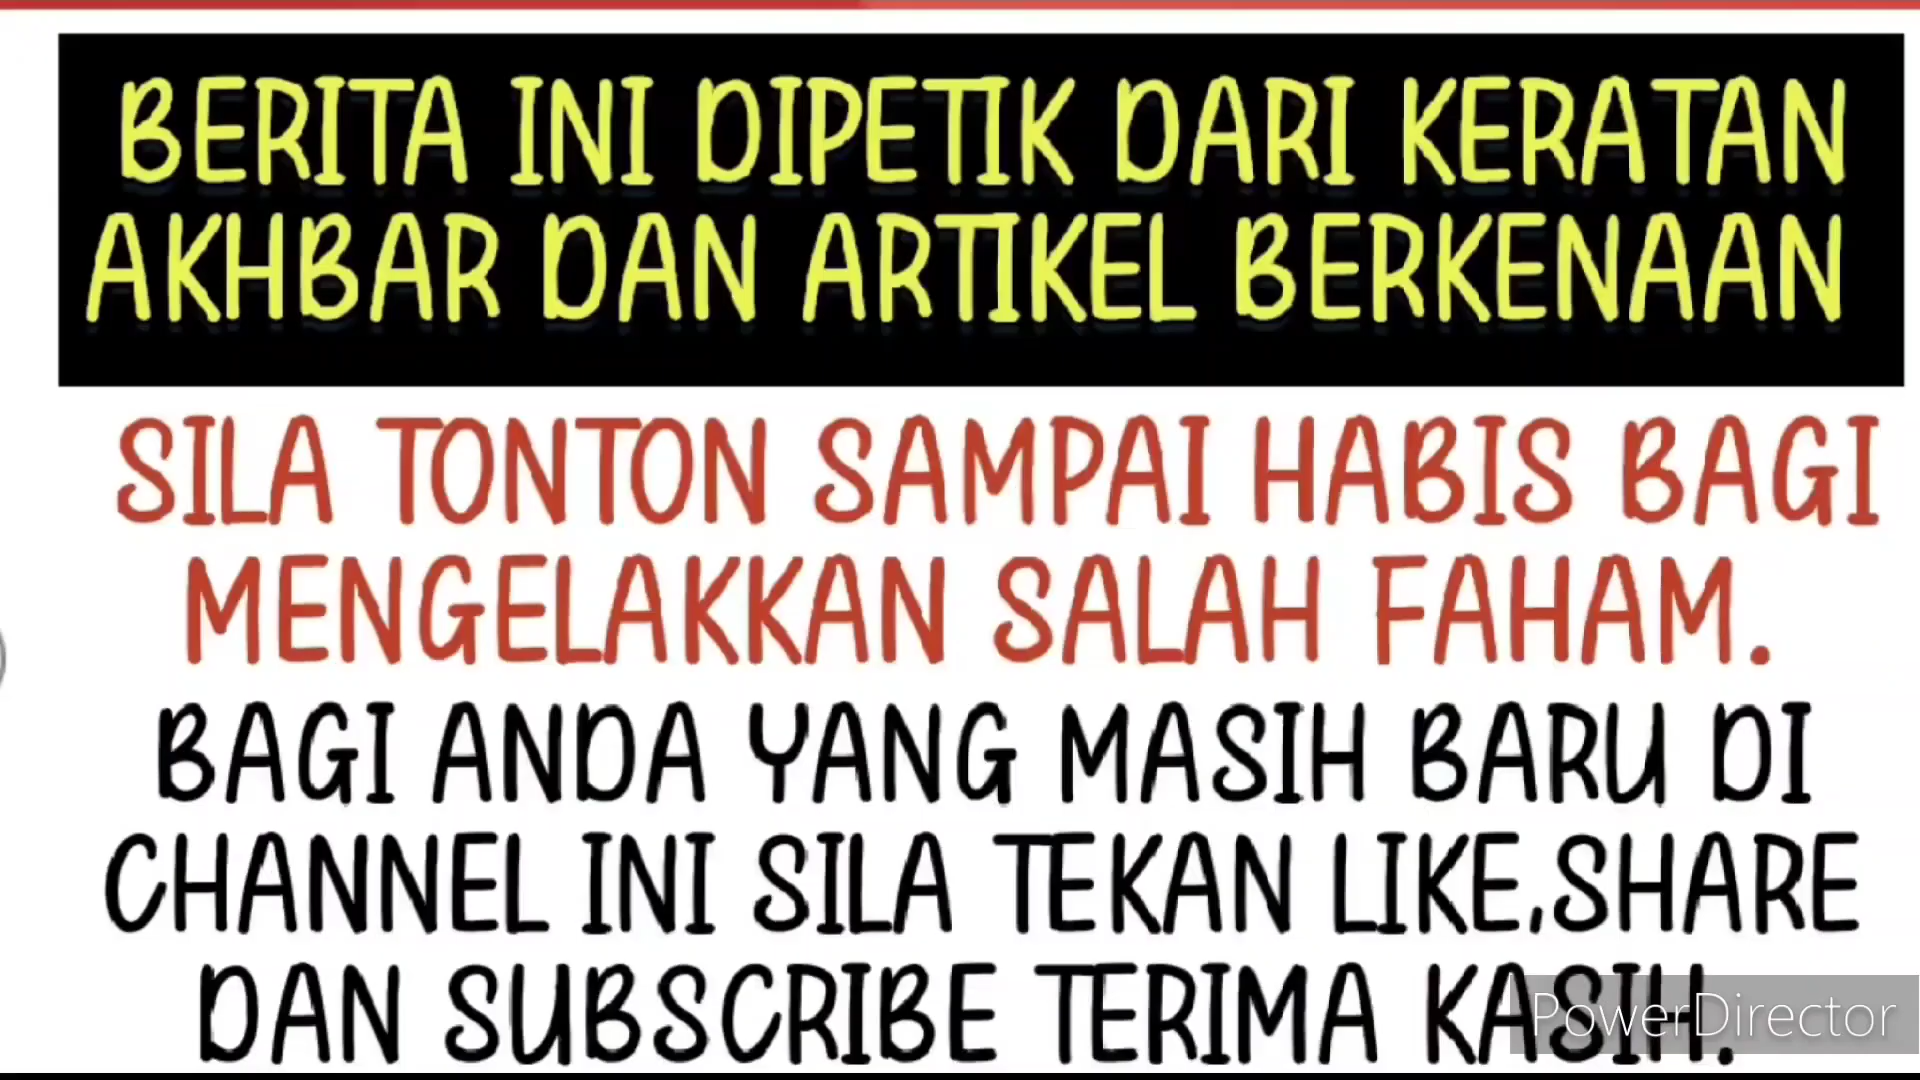 BERITA INI DIPETIK DARI KERATAN
AKHBAR DAN ARTIKEL BERKENAAN
SILA TONTON SAMPAI HABIS BAGI
MENGELAKKAN SALAH FAHAM.
BAGI ANDA YANG MASIH BARU DI
CHANNEL INI SILA TEKAN LIKE,SHARE
DAN SUBSCRIBE TERIMA KASIH.
PowerDirector